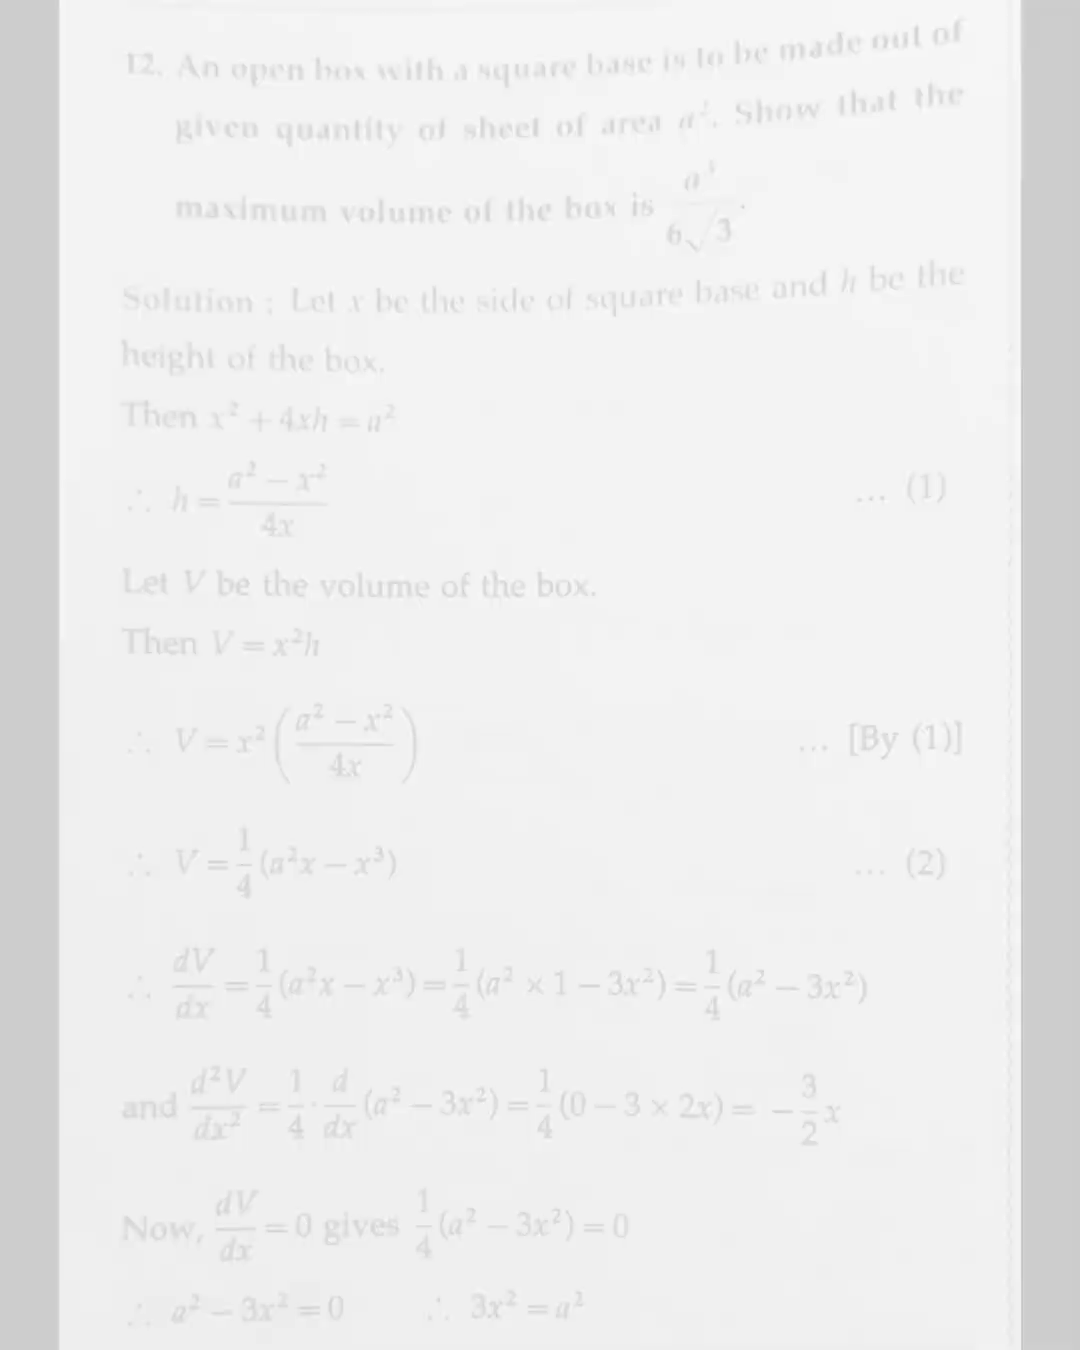 12. An open box with a square base is to be made out of
given quantity of sheet of area a². Show that the
maximum volume of the box is a³/(6√3).
Solution : Let x be the side of square base and h be the
height of the box.
Then x² + 4xh = a²
∴ h = (a² − x²)/(4x) ... (1)
Let V be the volume of the box.
Then V = x²h
∴ V = x² ((a² − x²)/(4x)) ... [By (1)]
∴ V = 1/4 (a²x − x³) ... (2)
∴ dV/dx = 1/4 (a²x − x³) = 1/4 (a² × 1 − 3x²) = 1/4 (a² − 3x²)
and d²V/dx² = 1/4 · d/dx (a² − 3x²) = 1/4 (0 − 3 × 2x) = − 3/2 x
Now, dV/dx = 0 gives 1/4 (a² − 3x²) = 0
∴ a² − 3x² = 0 ∴ 3x² = a²